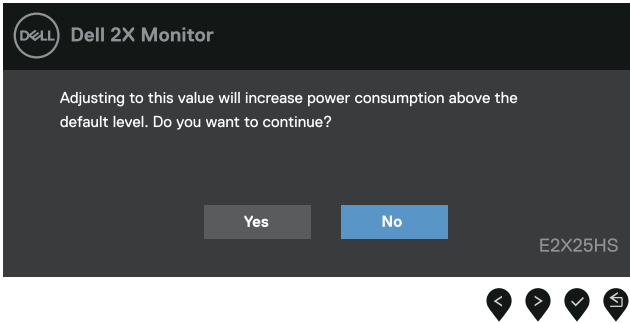 DELL
Dell 2X Monitor
Adjusting to this value will increase power consumption above the
default level. Do you want to continue?
Yes
No
E2X25HS